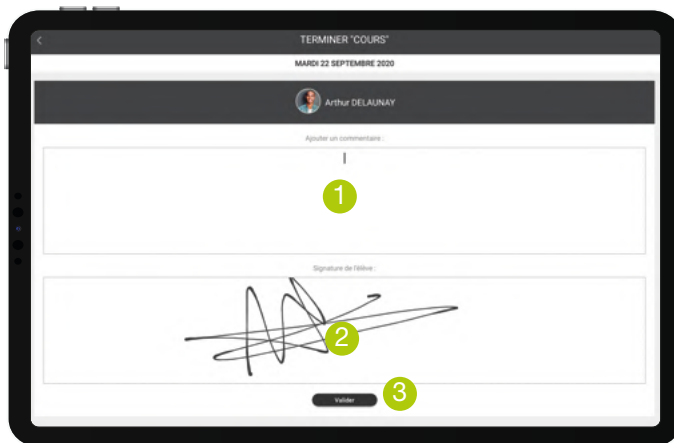 TERMINER "COURS"
MARDI 22 SEPTEMBRE 2020
Arthur DELAUNAY
Ajouter un commentaire :
1
Signature de l'élève :
2
Valider
3